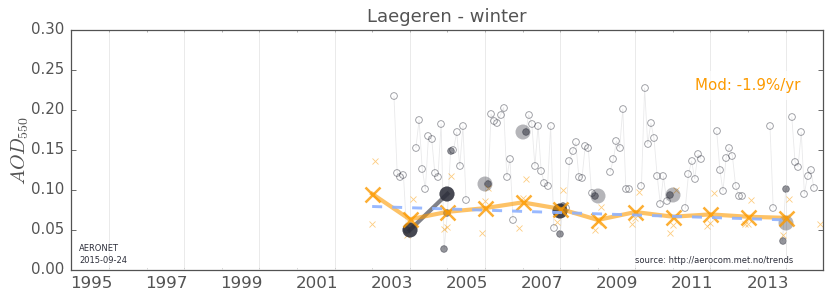 Laegeren - winter
0.30
0.25
0.20
0.15
0.10
0.05
0.00
AOD550
Mod: -1.9%/yr
AERONET
2015-09-24
source: http://aerocom.met.no/trends
1995 1997 1999 2001 2003 2005 2007 2009 2011 2013